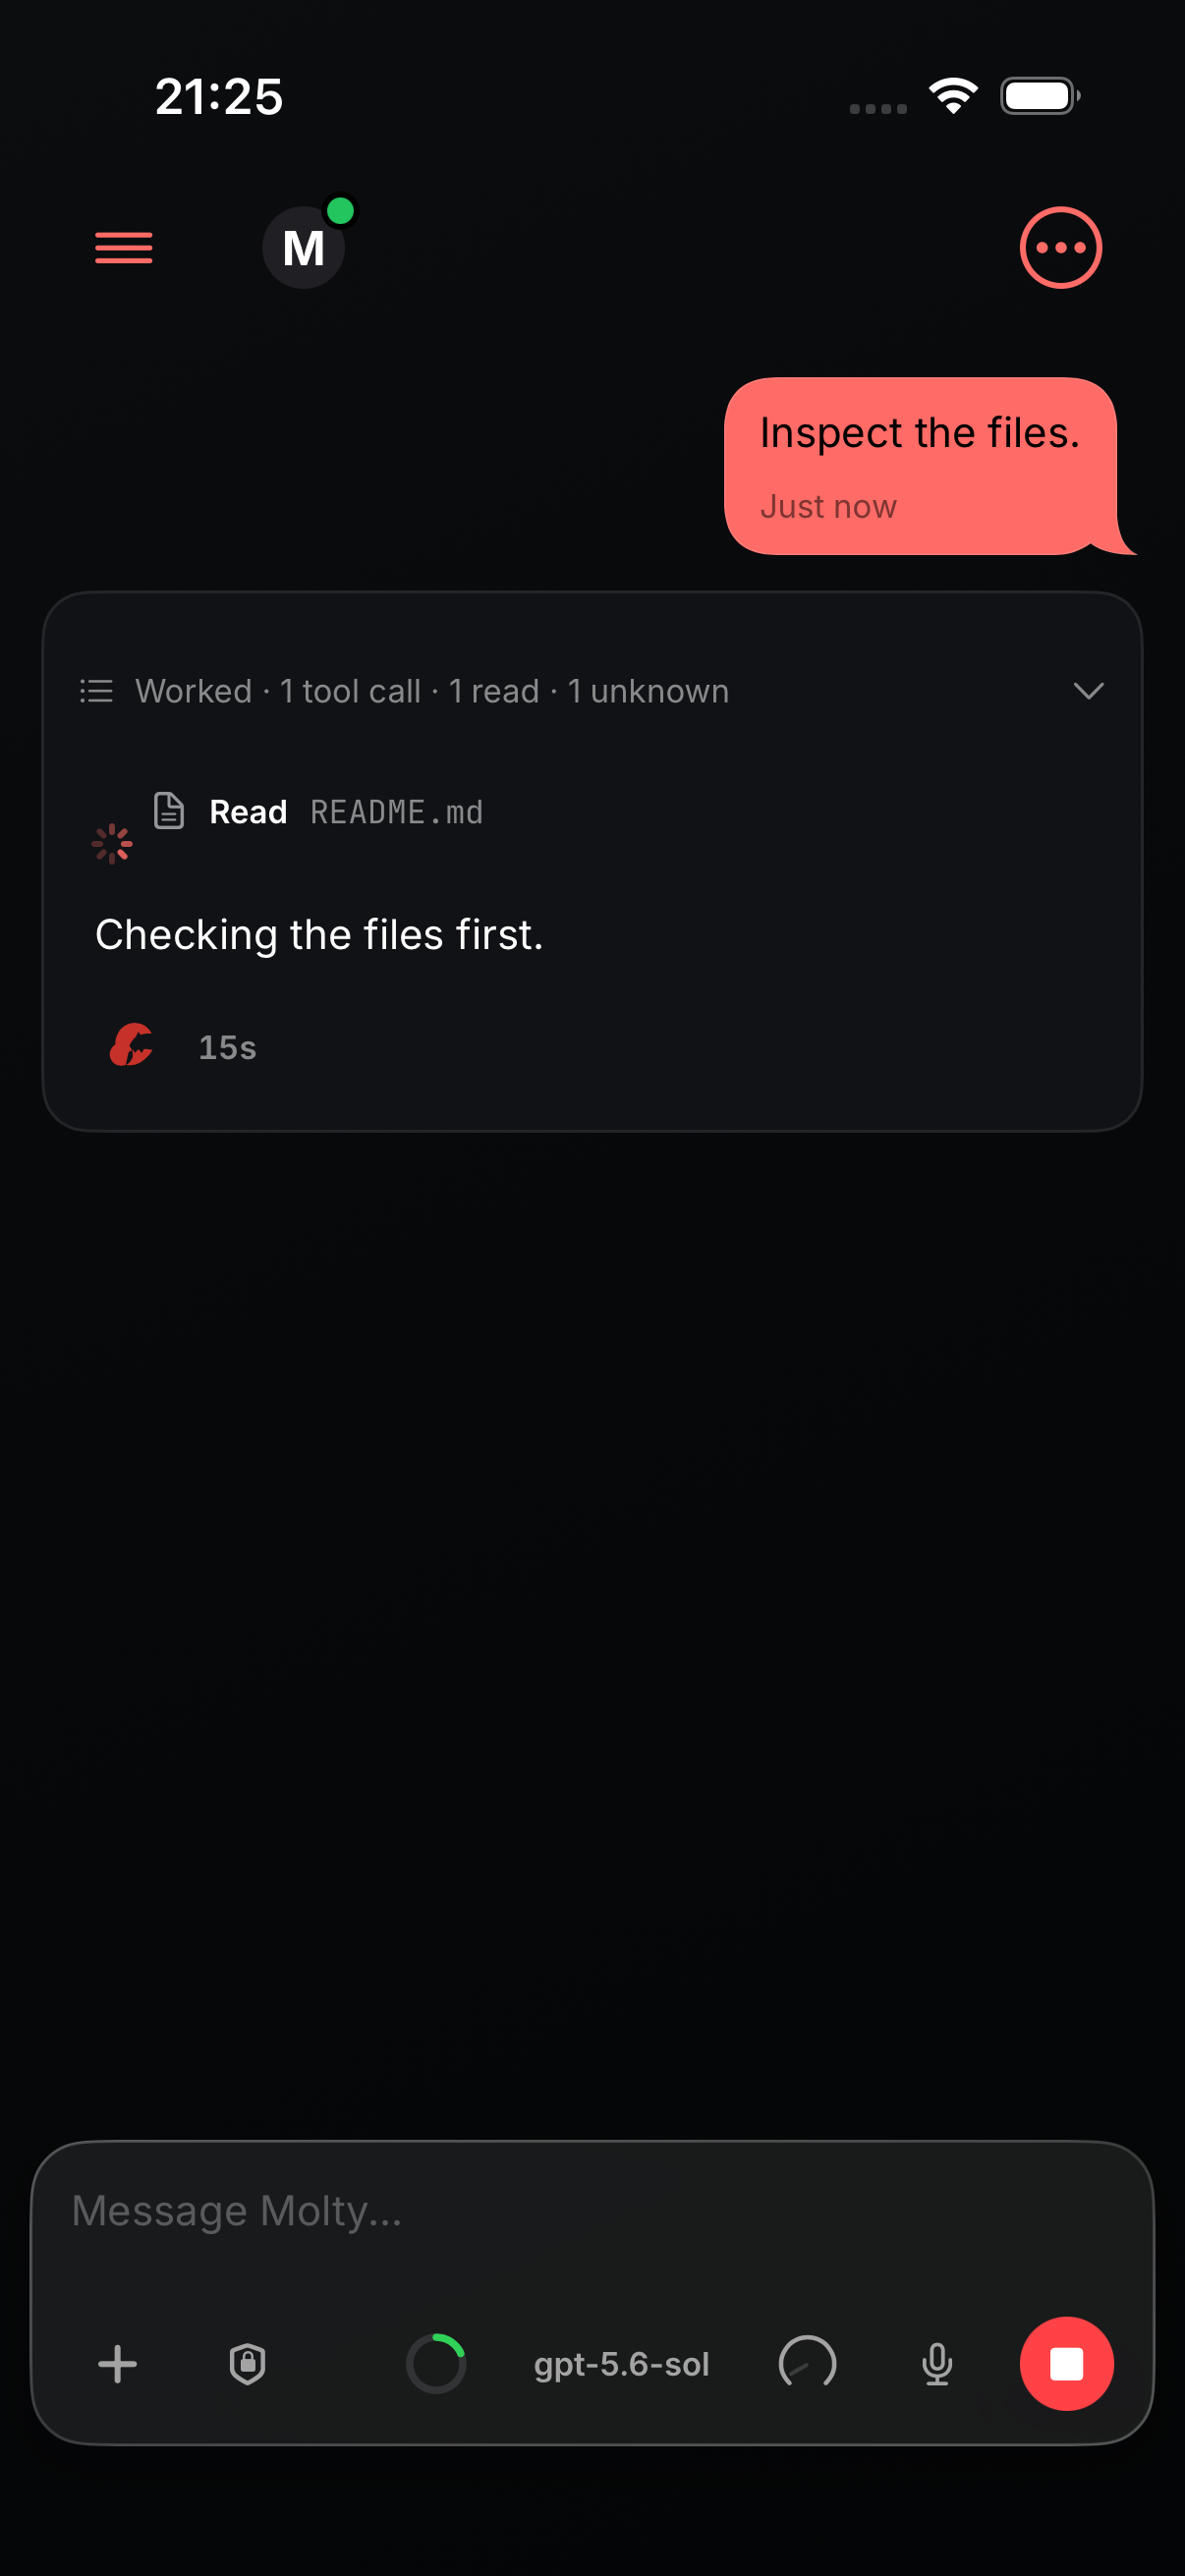 21:25
M
Inspect the files.
Just now
Worked · 1 tool call · 1 read · 1 unknown
Read README.md
Checking the files first.
15s
Message Molty...
gpt-5.6-sol